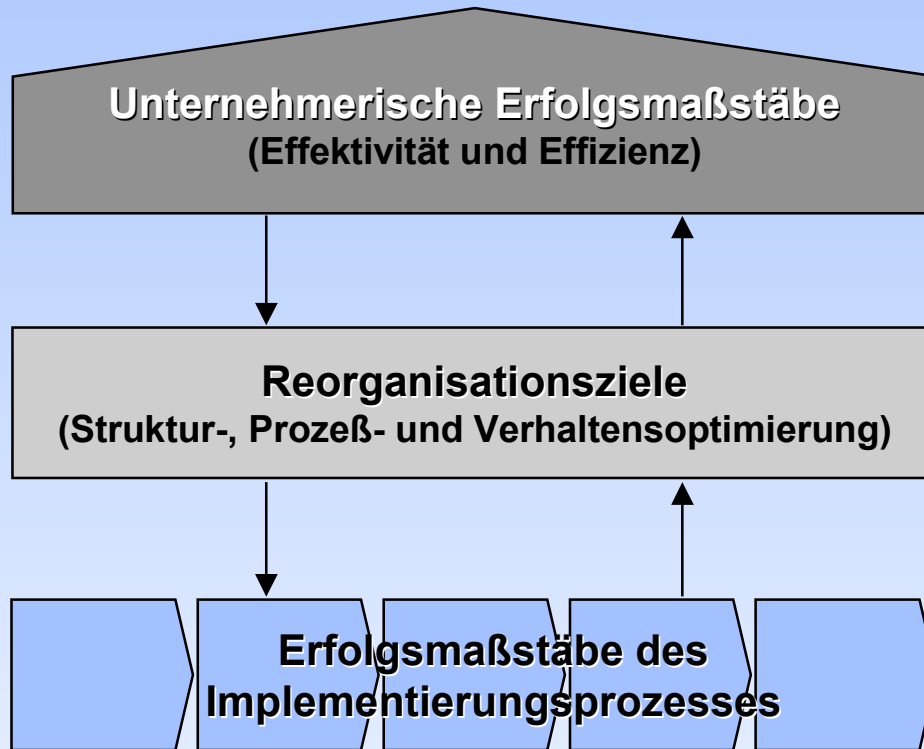 Unternehmerische Erfolgsmaßstäbe
(Effektivität und Effizienz)
Reorganisationsziele
(Struktur-, Prozeß- und Verhaltensoptimierung)
Erfolgsmaßstäbe des
Implementierungsprozesses